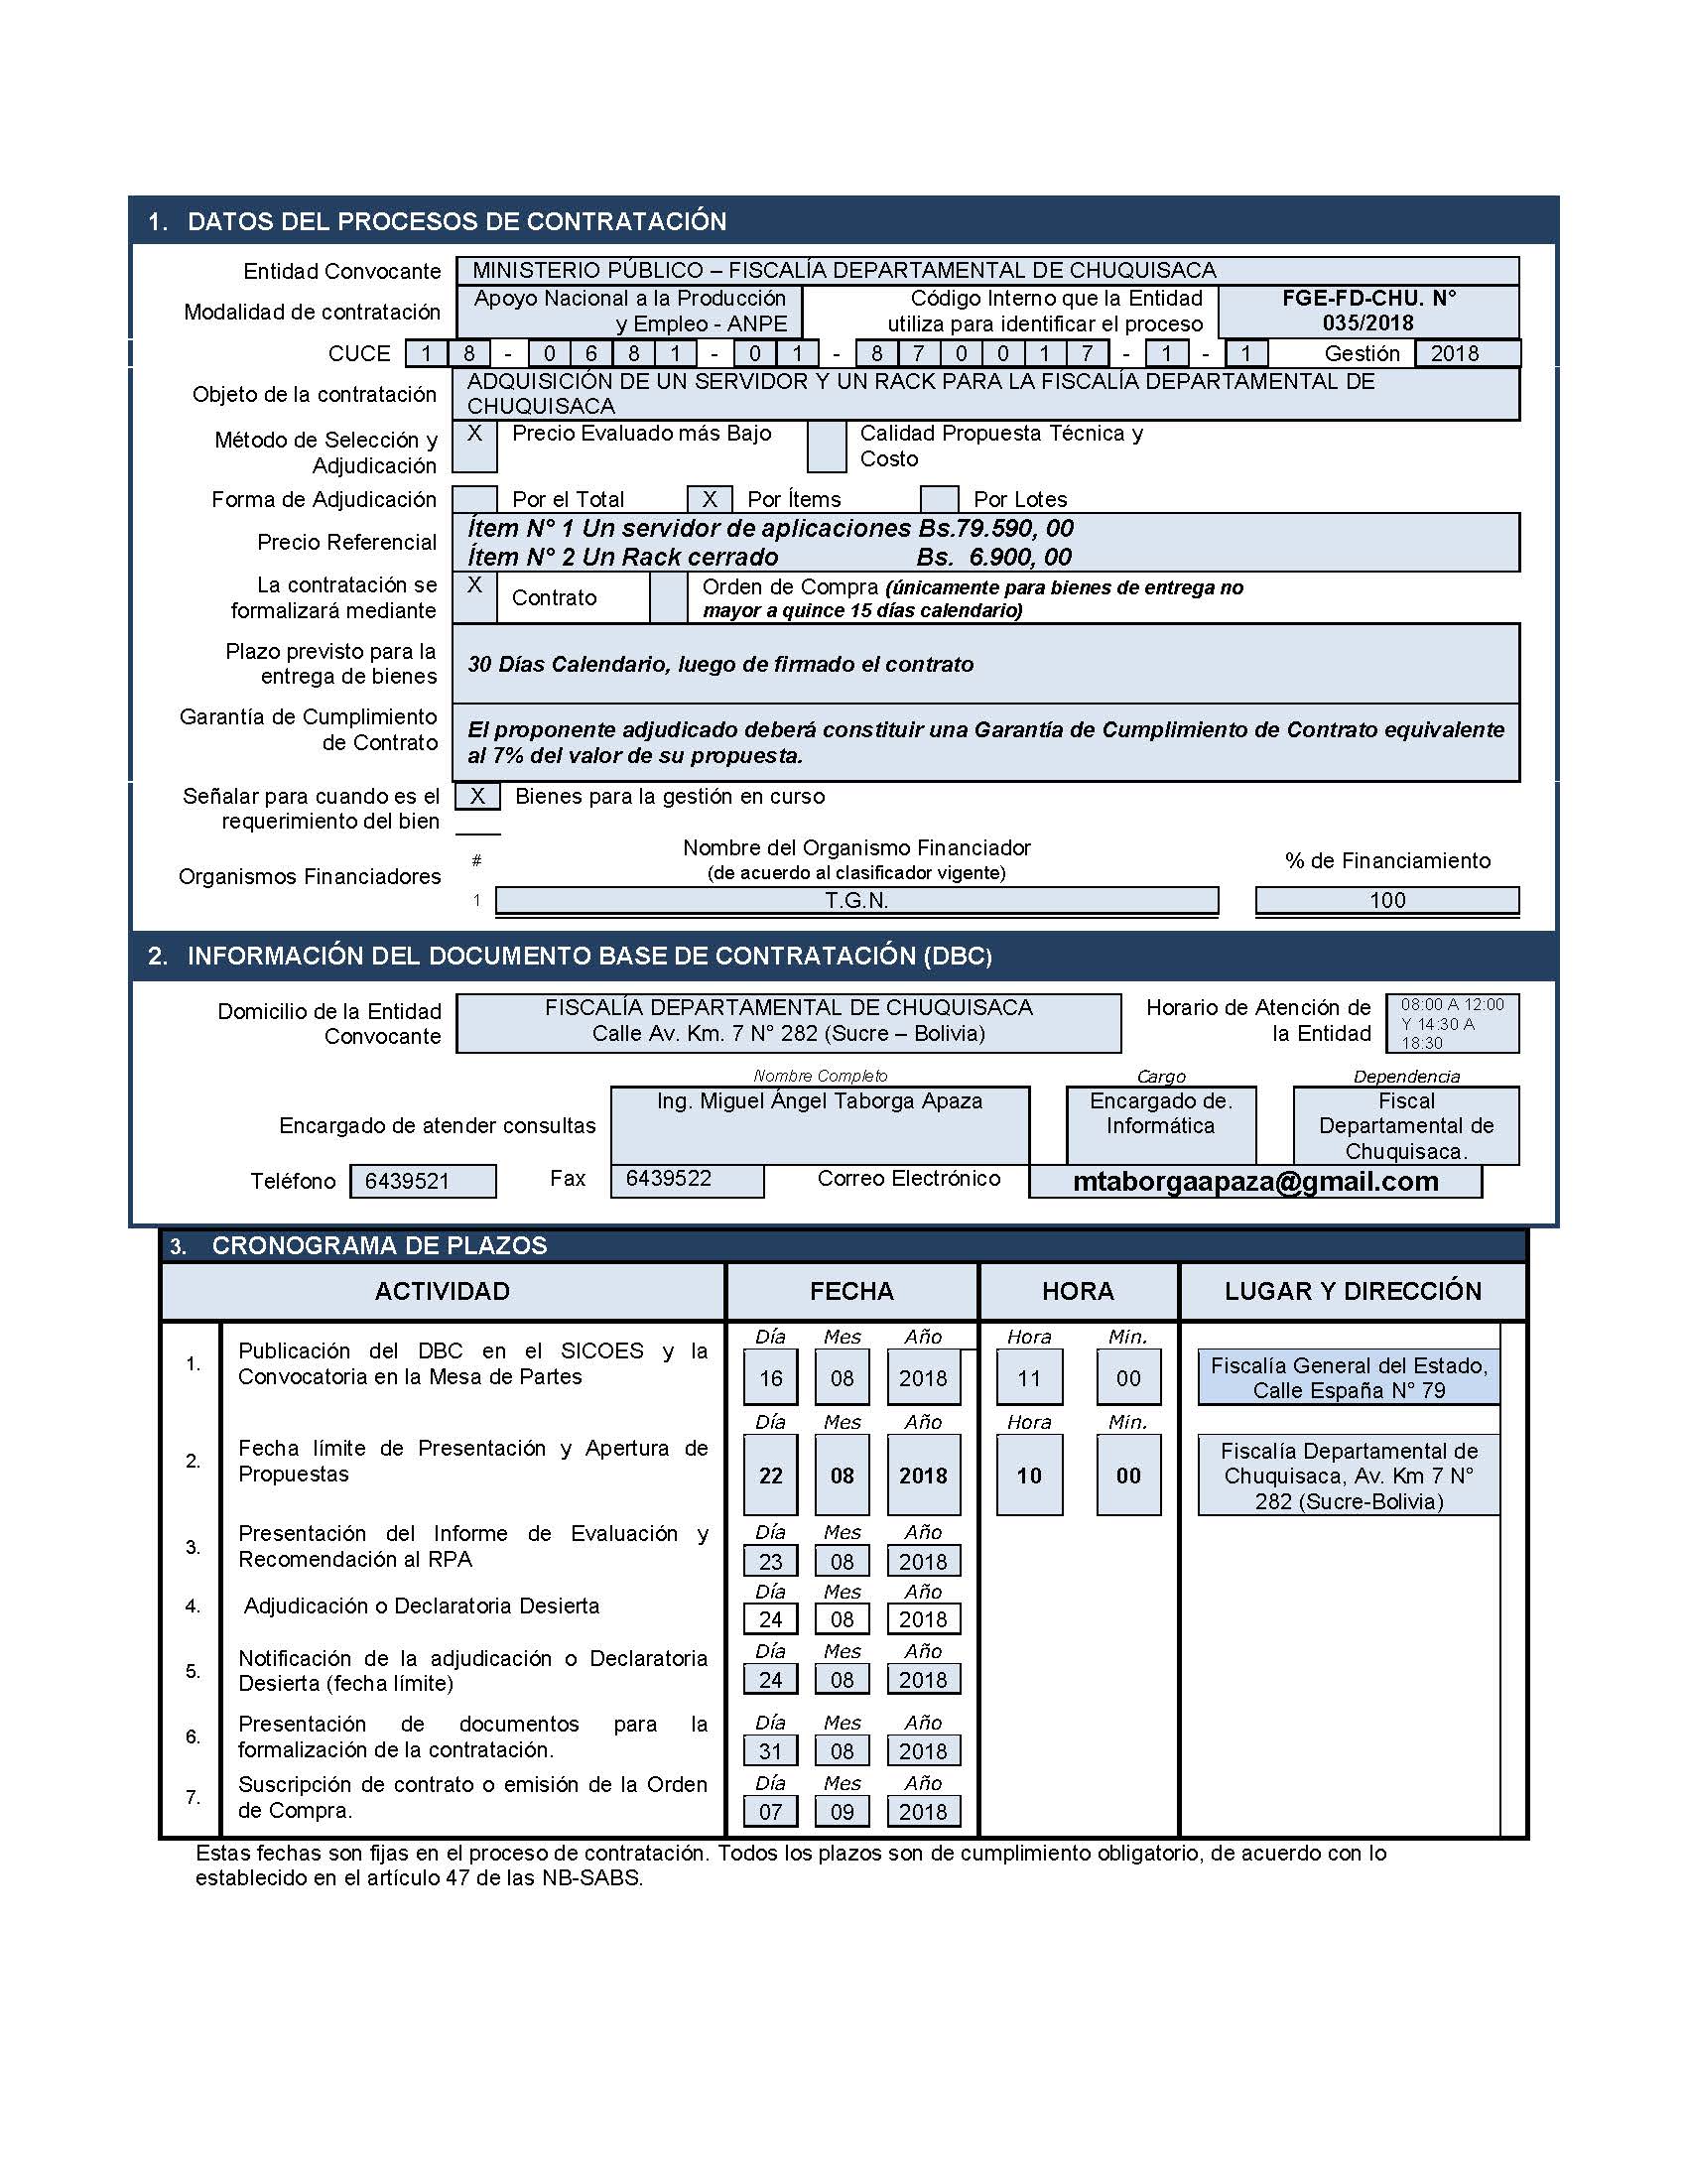 1. DATOS DEL PROCESOS DE CONTRATACIÓN
Entidad Convocante
MINISTERIO PÚBLICO – FISCALÍA DEPARTAMENTAL DE CHUQUISACA
Modalidad de contratación
Apoyo Nacional a la Producción
y Empleo - ANPE
Código Interno que la Entidad
utiliza para identificar el proceso
FGE-FD-CHU. N°
035/2018
CUCE 1 8 - 0 6 8 1 - 0 1 - 8 7 0 0 1 7 - 1 - 1 Gestión 2018
Objeto de la contratación
ADQUISICIÓN DE UN SERVIDOR Y UN RACK PARA LA FISCALÍA DEPARTAMENTAL DE
CHUQUISACA
Método de Selección y
Adjudicación
X Precio Evaluado más Bajo
Calidad Propuesta Técnica y
Costo
Forma de Adjudicación Por el Total X Por Ítems Por Lotes
Precio Referencial
Ítem N° 1 Un servidor de aplicaciones Bs.79.590, 00
Ítem N° 2 Un Rack cerrado Bs. 6.900, 00
La contratación se
formalizará mediante
X Contrato
Orden de Compra (únicamente para bienes de entrega no
mayor a quince 15 días calendario)
Plazo previsto para la
entrega de bienes
30 Días Calendario, luego de firmado el contrato
Garantía de Cumplimiento
de Contrato
El proponente adjudicado deberá constituir una Garantía de Cumplimiento de Contrato equivalente
al 7% del valor de su propuesta.
Señalar para cuando es el
requerimiento del bien
X Bienes para la gestión en curso
Organismos Financiadores
#
Nombre del Organismo Financiador
(de acuerdo al clasificador vigente)
% de Financiamiento
1 T.G.N. 100
2. INFORMACIÓN DEL DOCUMENTO BASE DE CONTRATACIÓN (DBC)
Domicilio de la Entidad
Convocante
FISCALÍA DEPARTAMENTAL DE CHUQUISACA
Calle Av. Km. 7 N° 282 (Sucre – Bolivia)
Horario de Atención de
la Entidad
08:00 A 12:00
Y 14:30 A
18:30
Nombre Completo Cargo Dependencia
Encargado de atender consultas
Ing. Miguel Ángel Taborga Apaza
Encargado de.
Informática
Fiscal
Departamental de
Chuquisaca.
Teléfono 6439521 Fax 6439522 Correo Electrónico mtaborgaapaza@gmail.com
3. CRONOGRAMA DE PLAZOS
ACTIVIDAD FECHA HORA LUGAR Y DIRECCIÓN
Día Mes Año Hora Min.
1.
Publicación del DBC en el SICOES y la
Convocatoria en la Mesa de Partes
16 08 2018 11 00
Fiscalía General del Estado,
Calle España N° 79
Día Mes Año Hora Min.
2.
Fecha límite de Presentación y Apertura de
Propuestas
22 08 2018 10 00
Fiscalía Departamental de
Chuquisaca, Av. Km 7 N°
282 (Sucre-Bolivia)
Día Mes Año
3.
Presentación del Informe de Evaluación y
Recomendación al RPA
23 08 2018
Día Mes Año
4. Adjudicación o Declaratoria Desierta
24 08 2018
Día Mes Año
5.
Notificación de la adjudicación o Declaratoria
Desierta (fecha límite)
24 08 2018
Día Mes Año
6.
Presentación de documentos para la
formalización de la contratación.
31 08 2018
Día Mes Año
7.
Suscripción de contrato o emisión de la Orden
de Compra.
07 09 2018
Estas fechas son fijas en el proceso de contratación. Todos los plazos son de cumplimiento obligatorio, de acuerdo con lo
establecido en el artículo 47 de las NB-SABS.